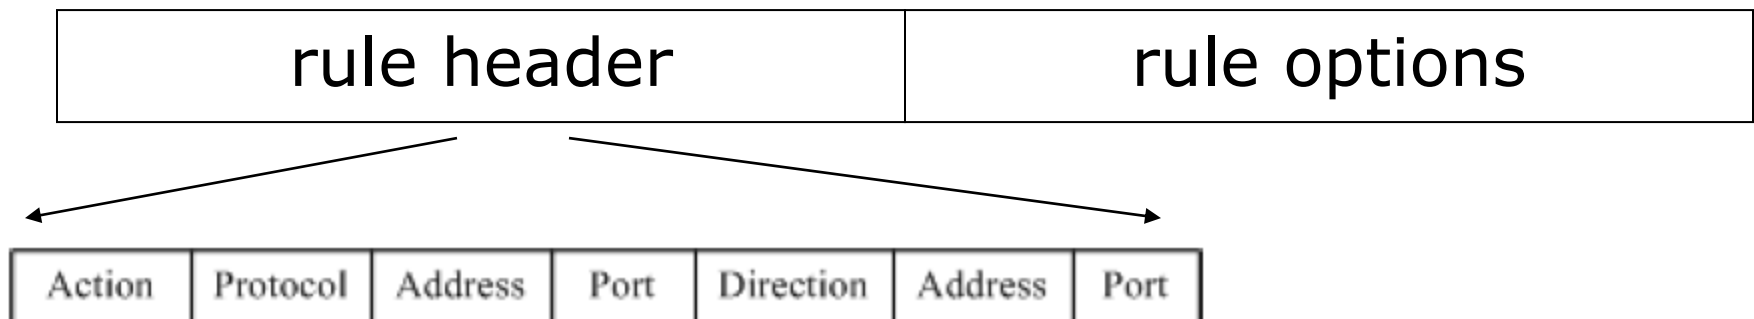 rule header rule options
Action Protocol Address Port Direction Address Port